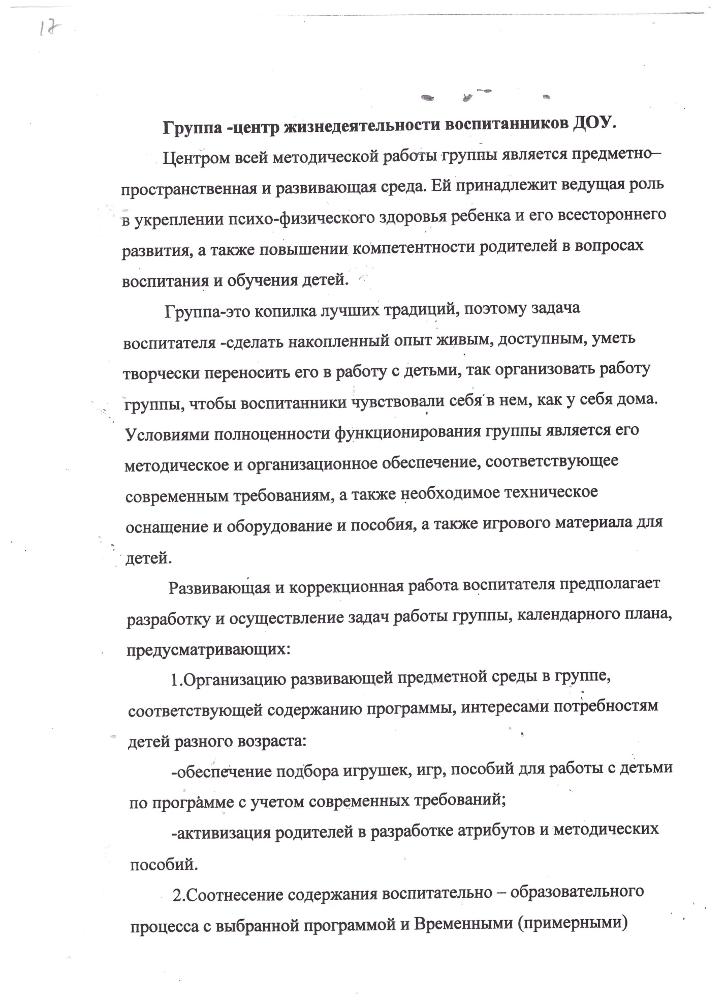 17
Группа -центр жизнедеятельности воспитанников ДОУ.
Центром всей методической работы группы является предметно–
пространственная и развивающая среда. Ей принадлежит ведущая роль
в укреплении психо-физического здоровья ребенка и его всестороннего
развития, а также повышении компетентности родителей в вопросах
воспитания и обучения детей.
Группа-это копилка лучших традиций, поэтому задача
воспитателя -сделать накопленный опыт живым, доступным, уметь
творчески переносить его в работу с детьми, так организовать работу
группы, чтобы воспитанники чувствовали себя в нем, как у себя дома.
Условиями полноценности функционирования группы является его
методическое и организационное обеспечение, соответствующее
современным требованиям, а также необходимое техническое
оснащение и оборудование и пособия, а также игрового материала для
детей.
Развивающая и коррекционная работа воспитателя предполагает
разработку и осуществление задач работы группы, календарного плана,
предусматривающих:
1.Организацию развивающей предметной среды в группе,
соответствующей содержанию программы, интересами потребностям
детей разного возраста:
-обеспечение подбора игрушек, игр, пособий для работы с детьми
по программе с учетом современных требований;
-активизация родителей в разработке атрибутов и методических
пособий.
2.Соотнесение содержания воспитательно – образовательного
процесса с выбранной программой и Временными (примерными)